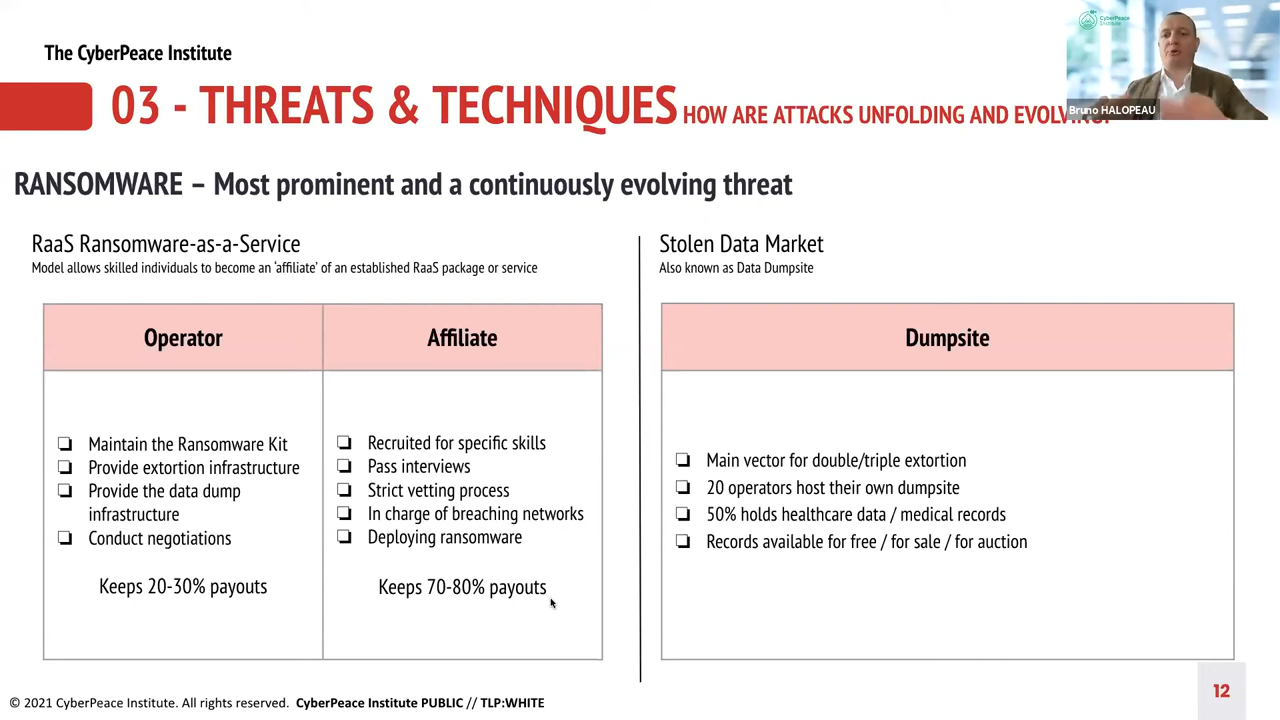 The CyberPeace Institute
CyberPeace
Institute
03 - THREATS & TECHNIQUES HOW ARE ATTACKS UNFOLDING AND EVOLVING?
Bruno HALOPEAU
RANSOMWARE – Most prominent and a continuously evolving threat
RaaS Ransomware-as-a-Service
Model allows skilled individuals to become an ‘affiliate’ of an established RaaS package or service
Operator
Affiliate
Maintain the Ransomware Kit
Provide extortion infrastructure
Provide the data dump
infrastructure
Conduct negotiations
Keeps 20-30% payouts
Recruited for specific skills
Pass interviews
Strict vetting process
In charge of breaching networks
Deploying ransomware
Keeps 70-80% payouts
Stolen Data Market
Also known as Data Dumpsite
Dumpsite
Main vector for double/triple extortion
20 operators host their own dumpsite
50% holds healthcare data / medical records
Records available for free / for sale / for auction
© 2021 CyberPeace Institute. All rights reserved. CyberPeace Institute PUBLIC // TLP:WHITE
12